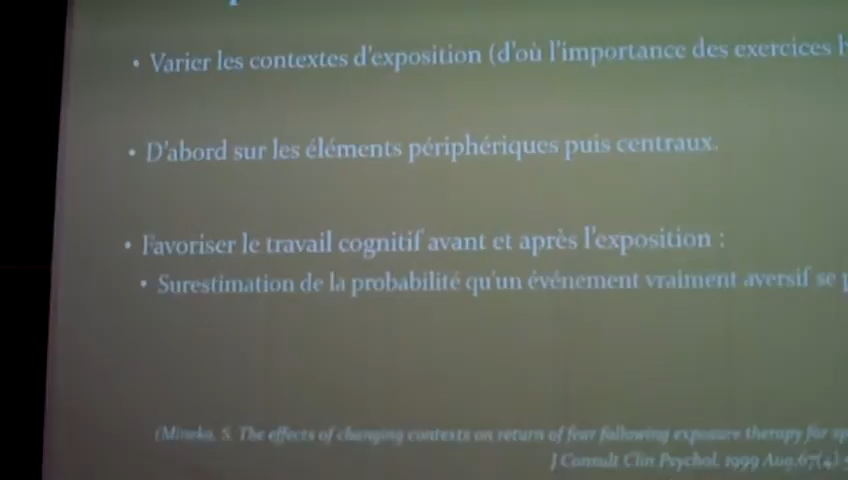 • Varier les contextes d'exposition (d'où l'importance des exercices
• D'abord sur les éléments périphériques puis centraux.
• Favoriser le travail cognitif avant et après l'exposition :
• Surestimation de la probabilité qu'un événement vraiment aversif se
(Mineka, S. The effects of changing contexts on return of fear following exposure therapy for
J Consult Clin Psychol. 1999 Aug;67(4)